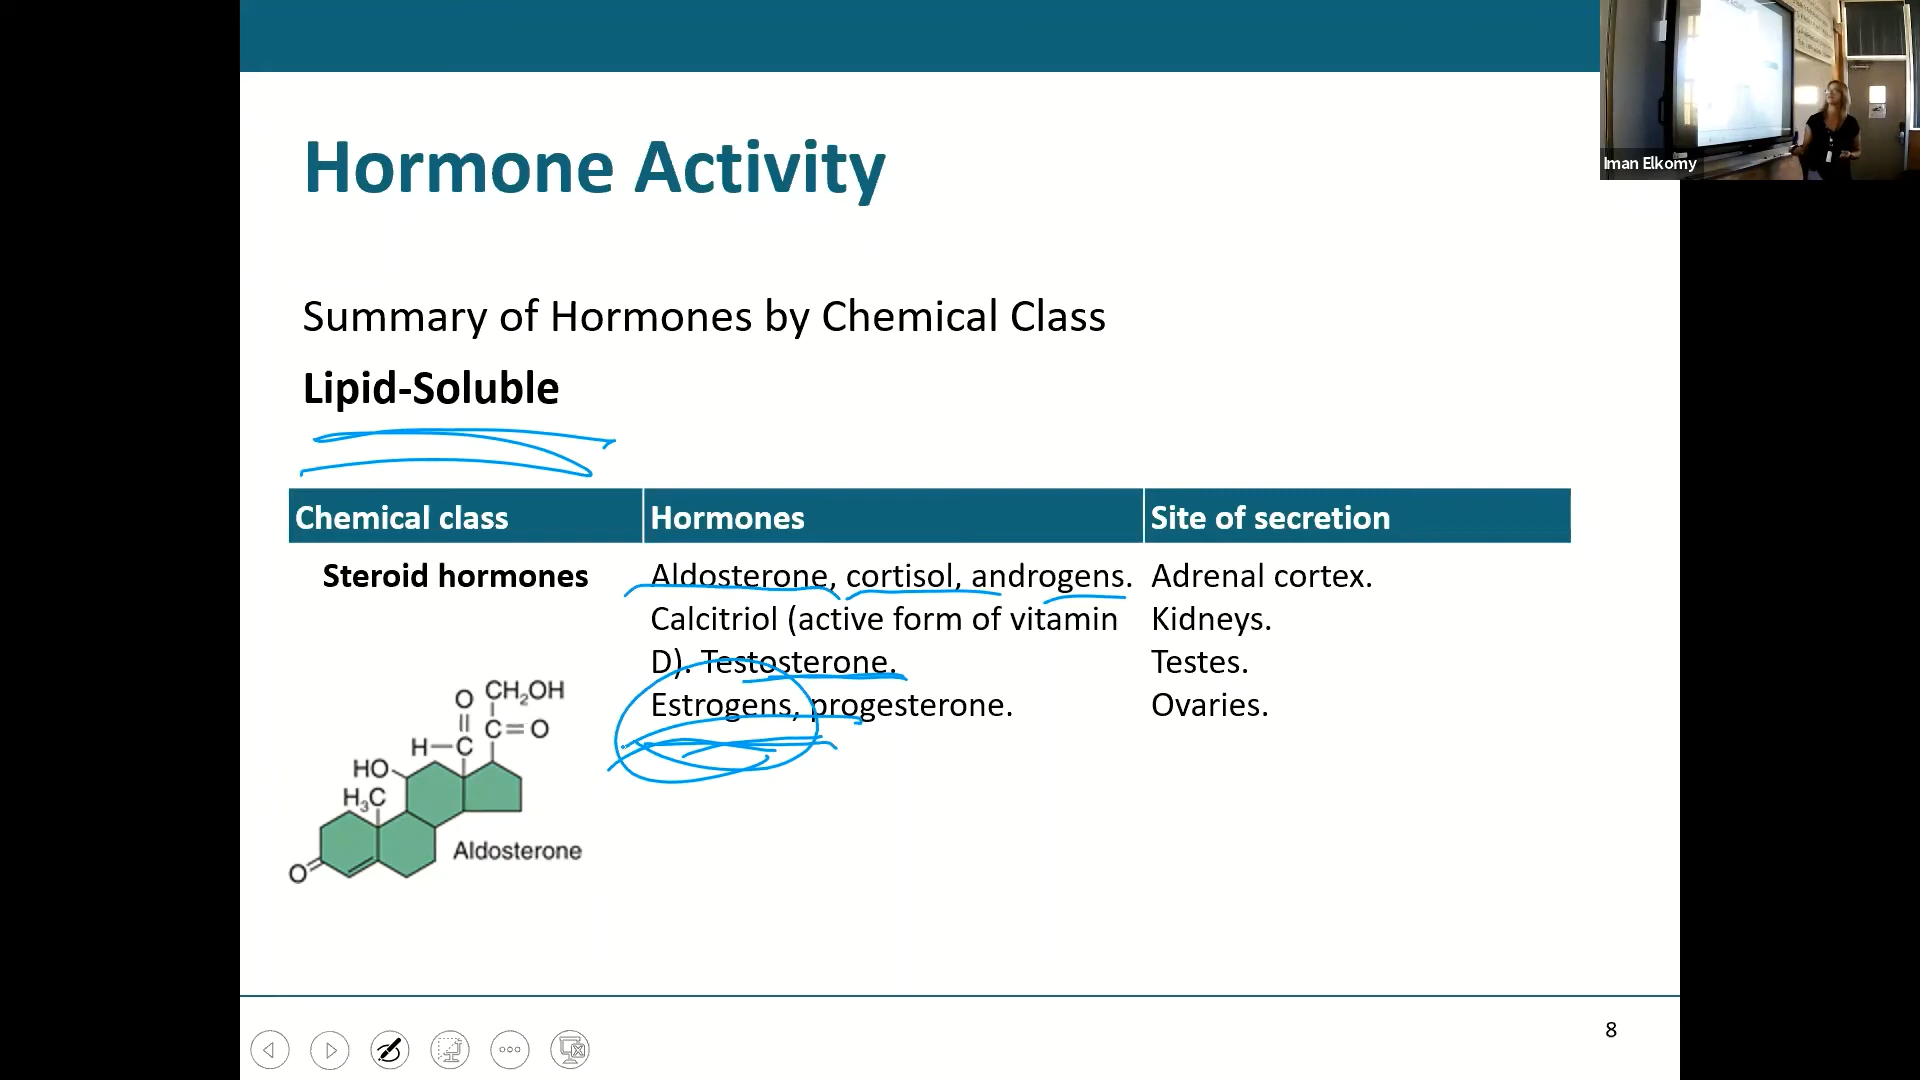 Iman Elkomy
Hormone Activity
Summary of Hormones by Chemical Class
Lipid-Soluble
Chemical class Hormones Site of secretion
Steroid hormones Aldosterone, cortisol, androgens. Adrenal cortex.
Calcitriol (active form of vitamin Kidneys.
D). Testosterone. Testes.
Estrogens, progesterone. Ovaries.
O CH₂OH
C=O
H—C
HO
H₃C
Aldosterone
O
8